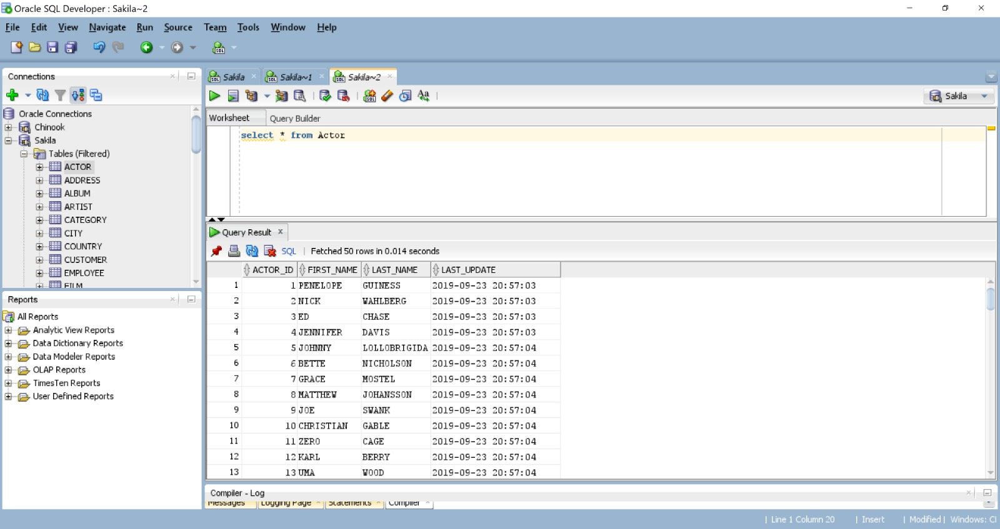 Oracle SQL Developer : Sakila~2
File Edit View Navigate Run Source Team Tools Window Help
Connections
Oracle Connections
Chinook
Sakila
Tables (Filtered)
ACTOR
ADDRESS
ALBUM
ARTIST
CATEGORY
CITY
COUNTRY
CUSTOMER
EMPLOYEE
FILM
Reports
All Reports
Analytic View Reports
Data Dictionary Reports
Data Modeler Reports
OLAP Reports
TimesTen Reports
User Defined Reports
Sakila Sakila~1 Sakila~2
Sakila
Worksheet Query Builder
select * from Actor
Query Result
SQL | Fetched 50 rows in 0.014 seconds
ACTOR_ID FIRST_NAME LAST_NAME LAST_UPDATE
1 1 PENELOPE GUINESS 2019-09-23 20:57:03
2 2 NICK WAHLBERG 2019-09-23 20:57:03
3 3 ED CHASE 2019-09-23 20:57:03
4 4 JENNIFER DAVIS 2019-09-23 20:57:03
5 5 JOHNNY LOLLOBRIGIDA 2019-09-23 20:57:04
6 6 BETTE NICHOLSON 2019-09-23 20:57:04
7 7 GRACE MOSTEL 2019-09-23 20:57:04
8 8 MATTHEW JOHANSSON 2019-09-23 20:57:04
9 9 JOE SWANK 2019-09-23 20:57:04
10 10 CHRISTIAN GABLE 2019-09-23 20:57:04
11 11 ZERO CAGE 2019-09-23 20:57:04
12 12 KARL BERRY 2019-09-23 20:57:04
13 13 UMA WOOD 2019-09-23 20:57:04
Compiler - Log
Messages Logging Page Statements Compiler
| Line 1 Column 20 | Insert | Modified | Windows: Cl